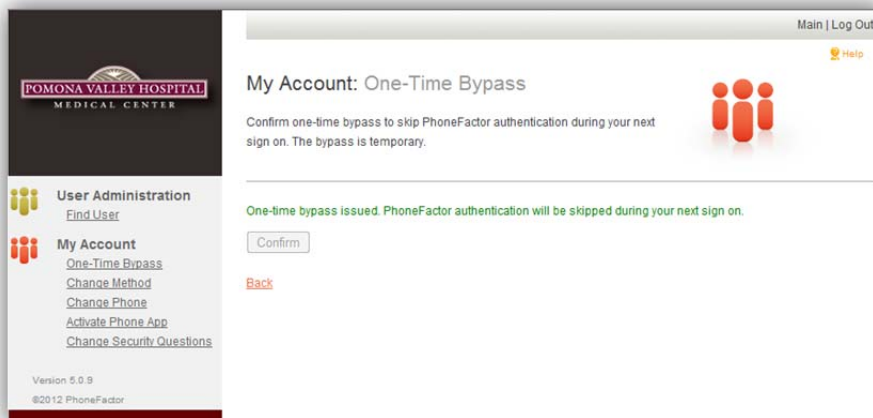 Main | Log Out
Help
POMONA VALLEY HOSPITAL
MEDICAL CENTER
My Account: One-Time Bypass
Confirm one-time bypass to skip PhoneFactor authentication during your next
sign on. The bypass is temporary.
User Administration
Find User
My Account
One-Time Bypass
Change Method
Change Phone
Activate Phone App
Change Security Questions
Version 5.0.9
©2012 PhoneFactor
One-time bypass issued. PhoneFactor authentication will be skipped during your next sign on.
Confirm
Back